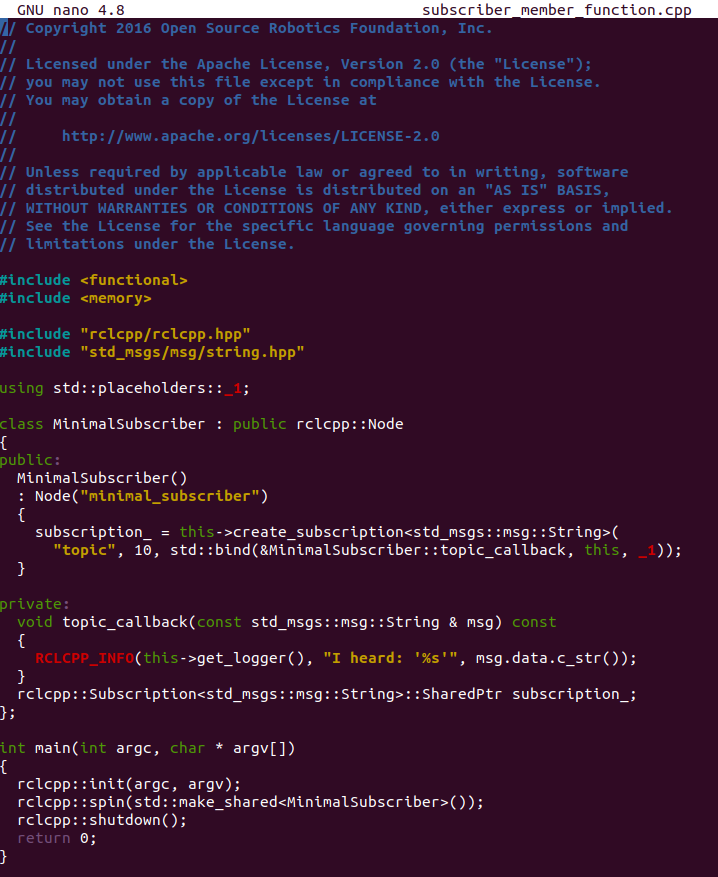 GNU nano 4.8 subscriber_member_function.cpp
// Copyright 2016 Open Source Robotics Foundation, Inc.
//
// Licensed under the Apache License, Version 2.0 (the "License");
// you may not use this file except in compliance with the License.
// You may obtain a copy of the License at
//
//     http://www.apache.org/licenses/LICENSE-2.0
//
// Unless required by applicable law or agreed to in writing, software
// distributed under the License is distributed on an "AS IS" BASIS,
// WITHOUT WARRANTIES OR CONDITIONS OF ANY KIND, either express or implied.
// See the License for the specific language governing permissions and
// limitations under the License.

#include <functional>
#include <memory>

#include "rclcpp/rclcpp.hpp"
#include "std_msgs/msg/string.hpp"

using std::placeholders::_1;

class MinimalSubscriber : public rclcpp::Node
{
public:
  MinimalSubscriber()
  : Node("minimal_subscriber")
  {
    subscription_ = this->create_subscription<std_msgs::msg::String>(
      "topic", 10, std::bind(&MinimalSubscriber::topic_callback, this, _1));
  }

private:
  void topic_callback(const std_msgs::msg::String & msg) const
  {
    RCLCPP_INFO(this->get_logger(), "I heard: '%s'", msg.data.c_str());
  }
  rclcpp::Subscription<std_msgs::msg::String>::SharedPtr subscription_;
};

int main(int argc, char * argv[])
{
  rclcpp::init(argc, argv);
  rclcpp::spin(std::make_shared<MinimalSubscriber>());
  rclcpp::shutdown();
  return 0;
}